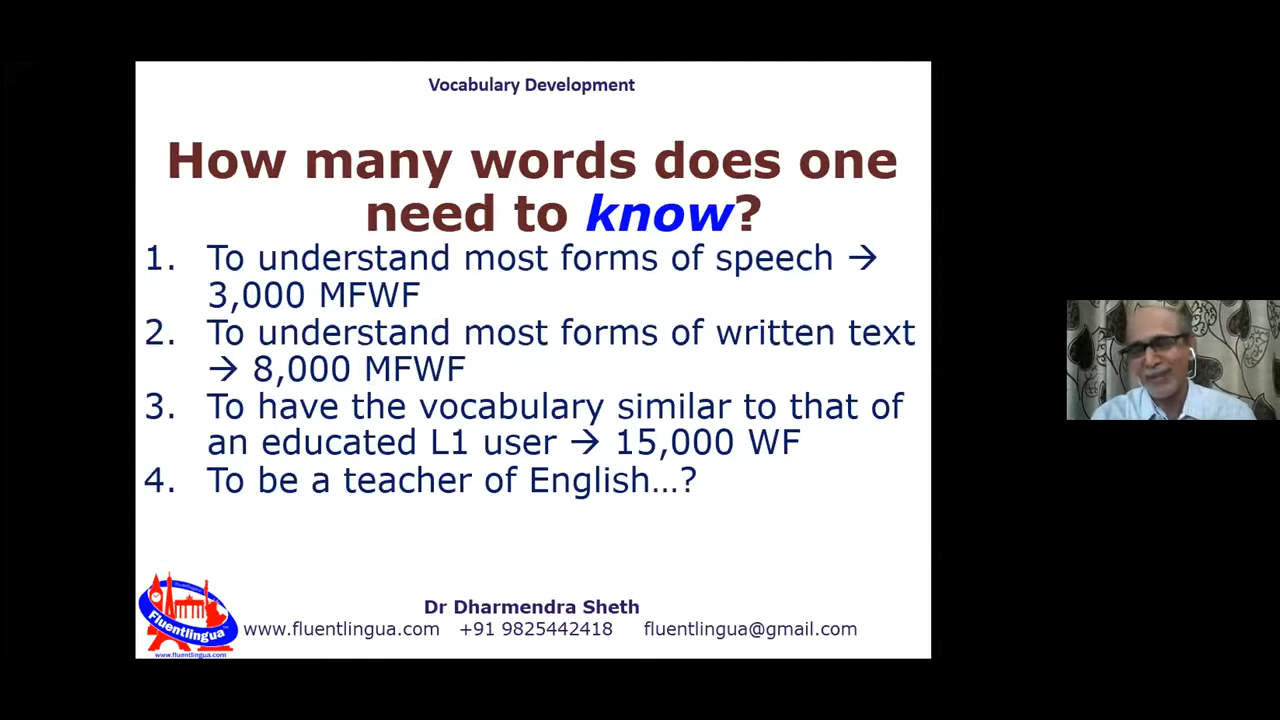 Vocabulary Development
How many words does one
need to know?
1. To understand most forms of speech →
3,000 MFWF
2. To understand most forms of written text
→ 8,000 MFWF
3. To have the vocabulary similar to that of
an educated L1 user → 15,000 WF
4. To be a teacher of English...?
Dr Dharmendra Sheth
www.fluentlingua.com +91 9825442418 fluentlingua@gmail.com
Fluentlingua
www.fluentlingua.com